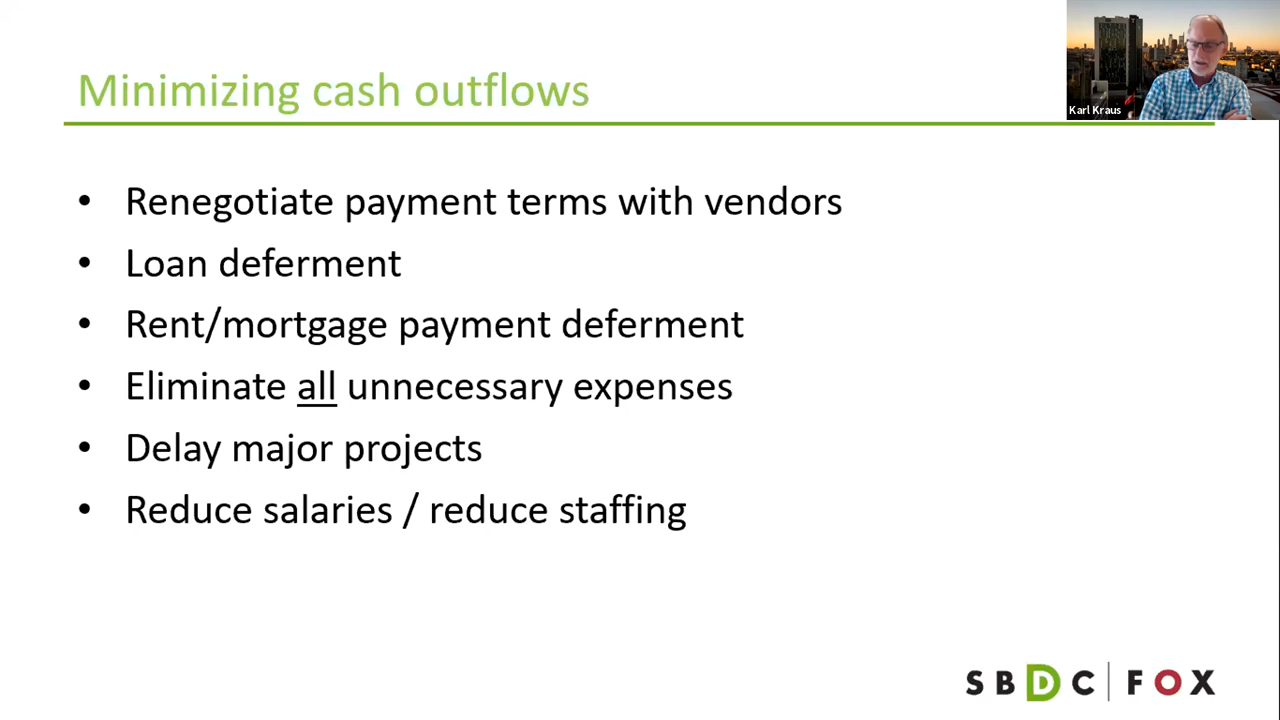 Minimizing cash outflows
Karl Kraus
• Renegotiate payment terms with vendors
• Loan deferment
• Rent/mortgage payment deferment
• Eliminate all unnecessary expenses
• Delay major projects
• Reduce salaries / reduce staffing
SBDC | FOX